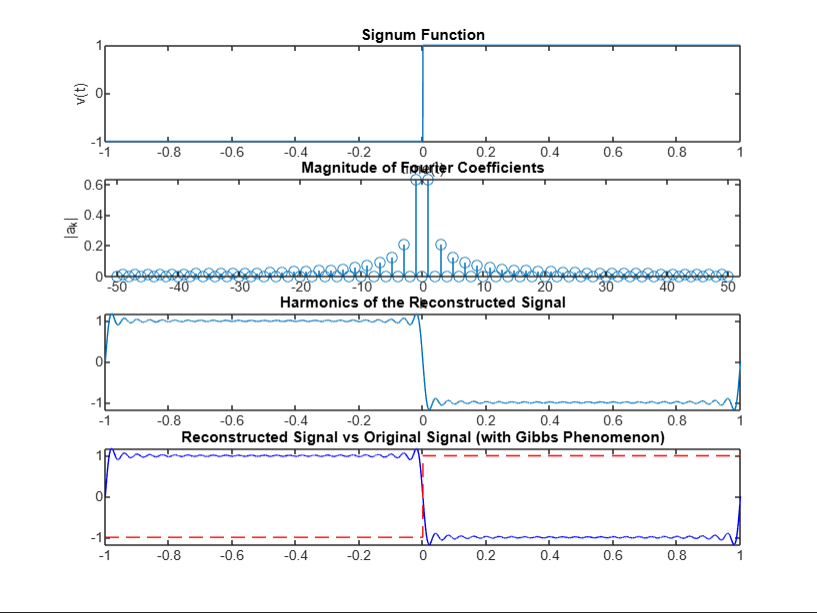 Signum Function
v(t)
1
0
-1
-1 -0.8 -0.6 -0.4 -0.2 0 0.2 0.4 0.6 0.8 1
Magnitude of Fourier Coefficients
|aₖ|
0.6
0.4
0.2
0
-50 -40 -30 -20 -10 0 10 20 30 40 50
Harmonics of the Reconstructed Signal
1
0
-1
-1 -0.8 -0.6 -0.4 -0.2 0 0.2 0.4 0.6 0.8 1
Reconstructed Signal vs Original Signal (with Gibbs Phenomenon)
1
0
-1
-1 -0.8 -0.6 -0.4 -0.2 0 0.2 0.4 0.6 0.8 1